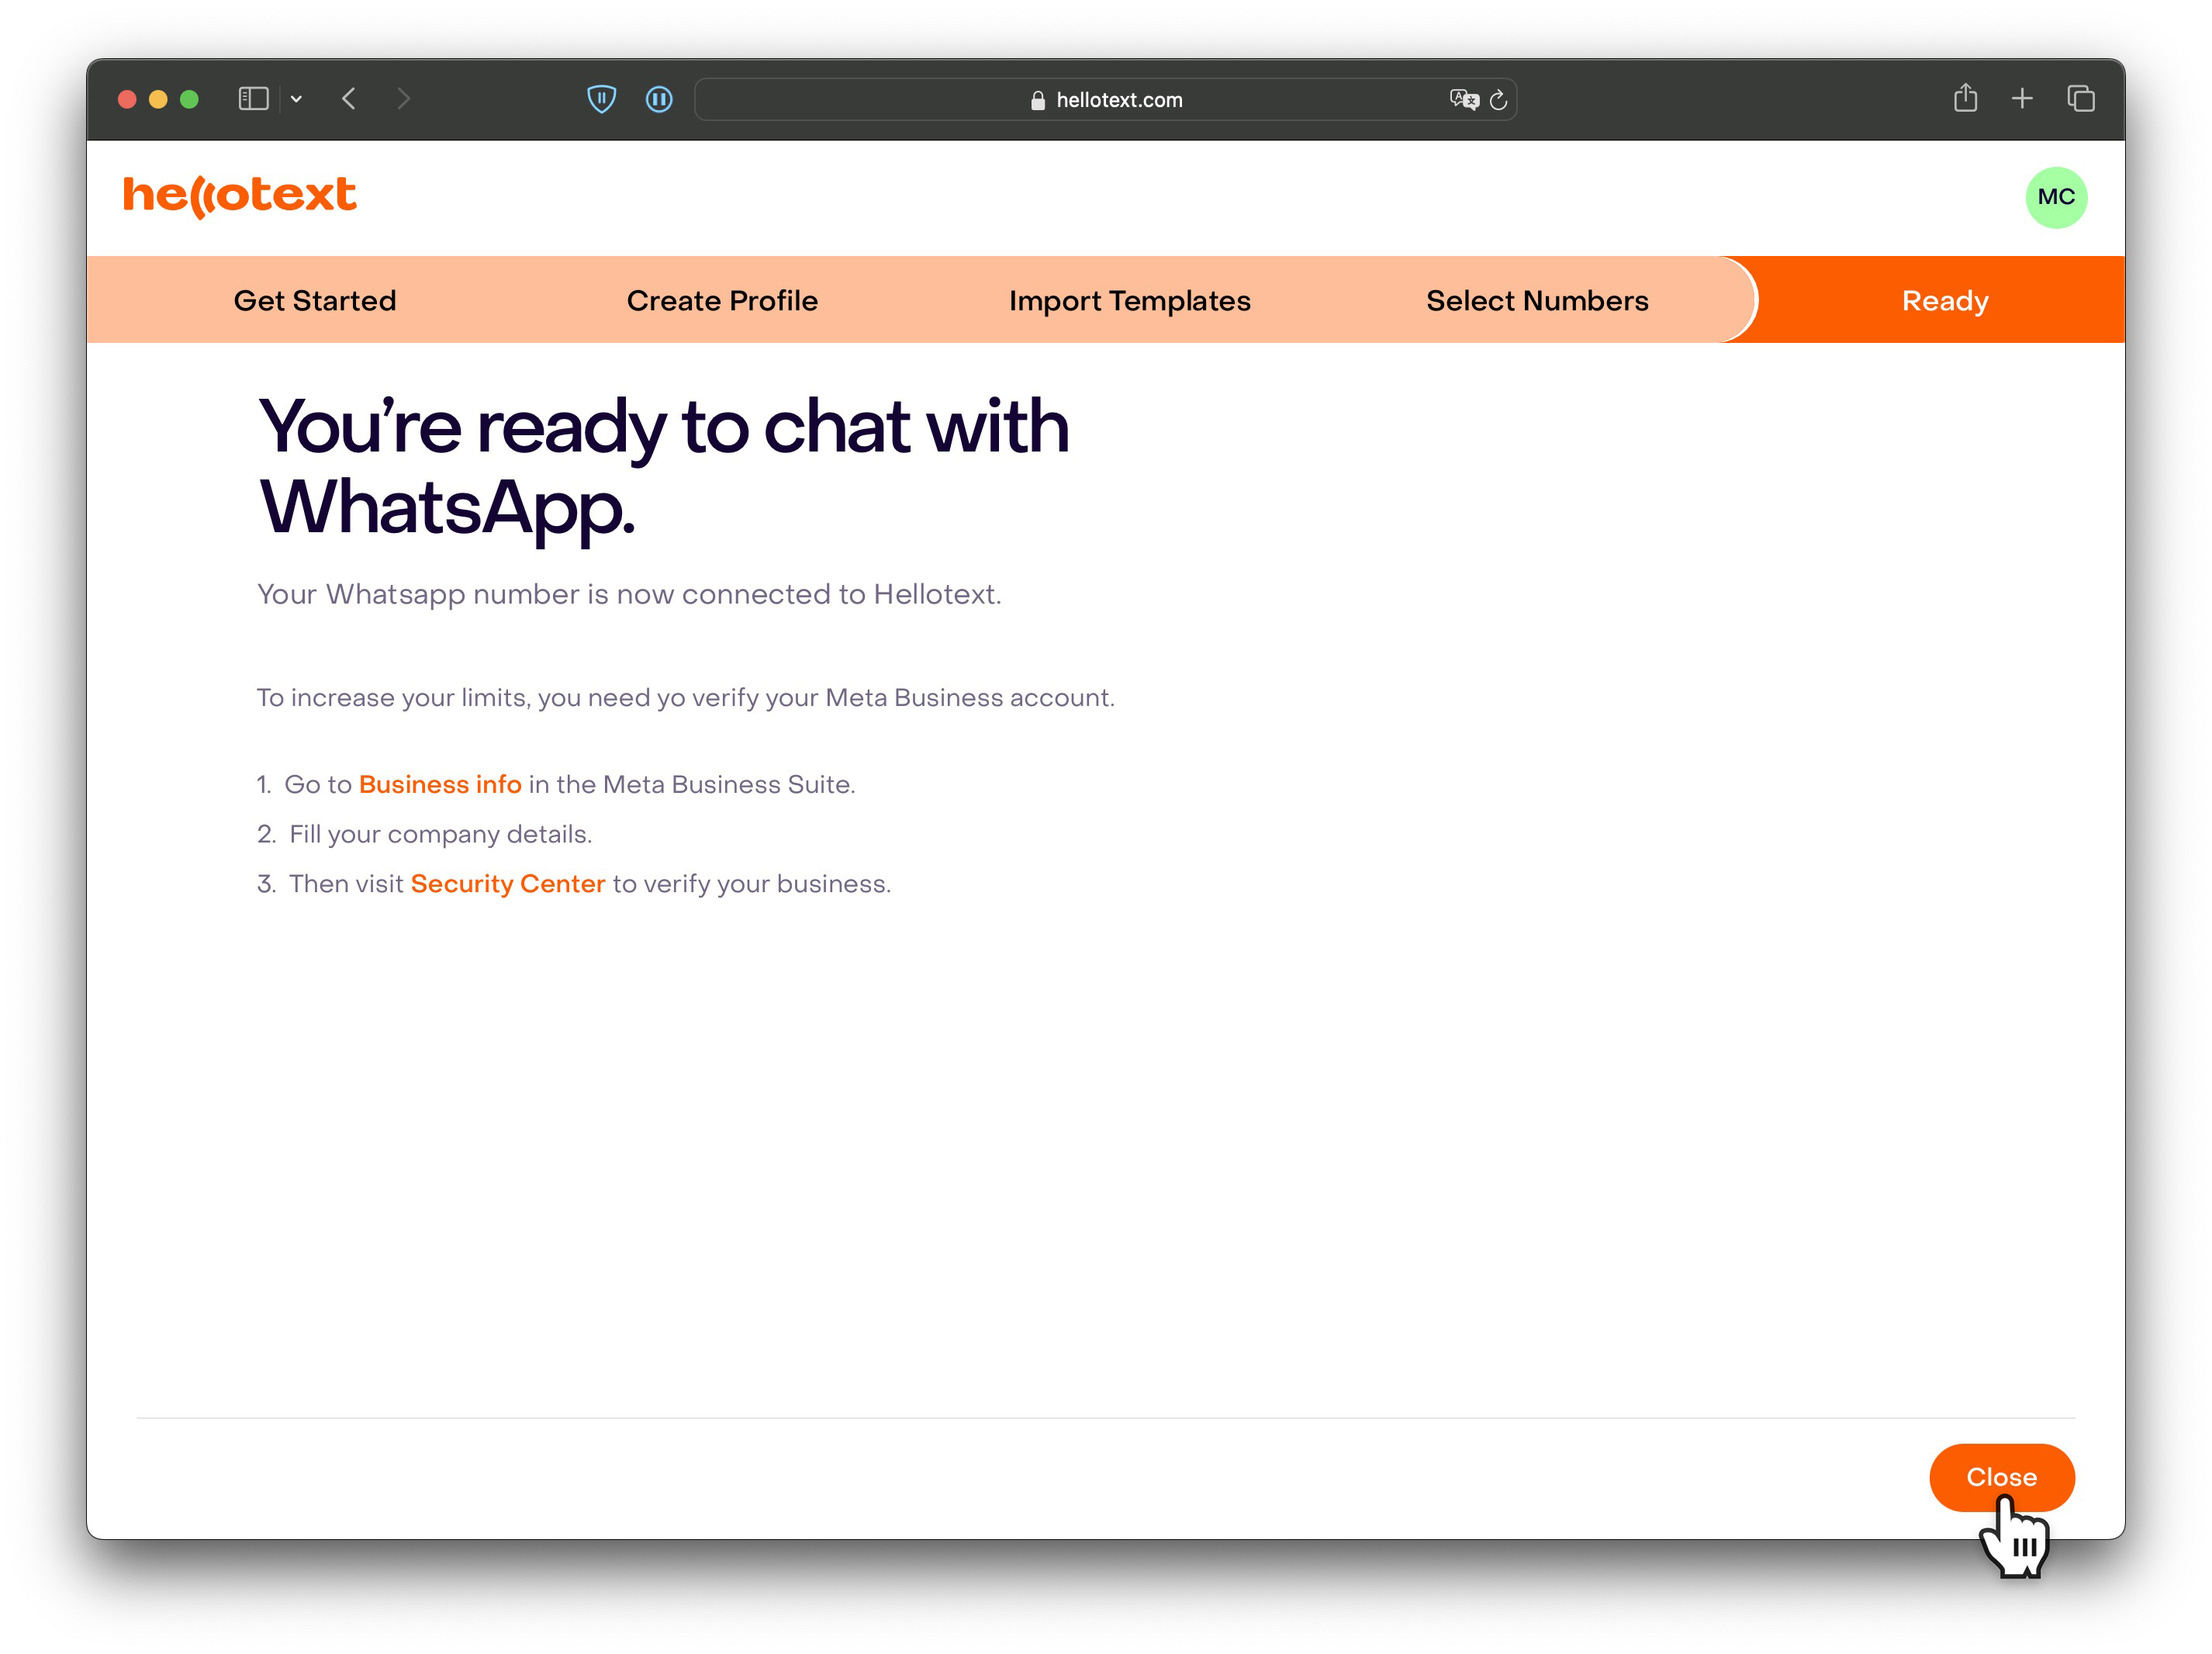 hellotext.com
hellotext
MC
Get Started
Create Profile
Import Templates
Select Numbers
Ready
You’re ready to chat with
WhatsApp.
Your Whatsapp number is now connected to Hellotext.
To increase your limits, you need yo verify your Meta Business account.
1. Go to Business info in the Meta Business Suite.
2. Fill your company details.
3. Then visit Security Center to verify your business.
Close